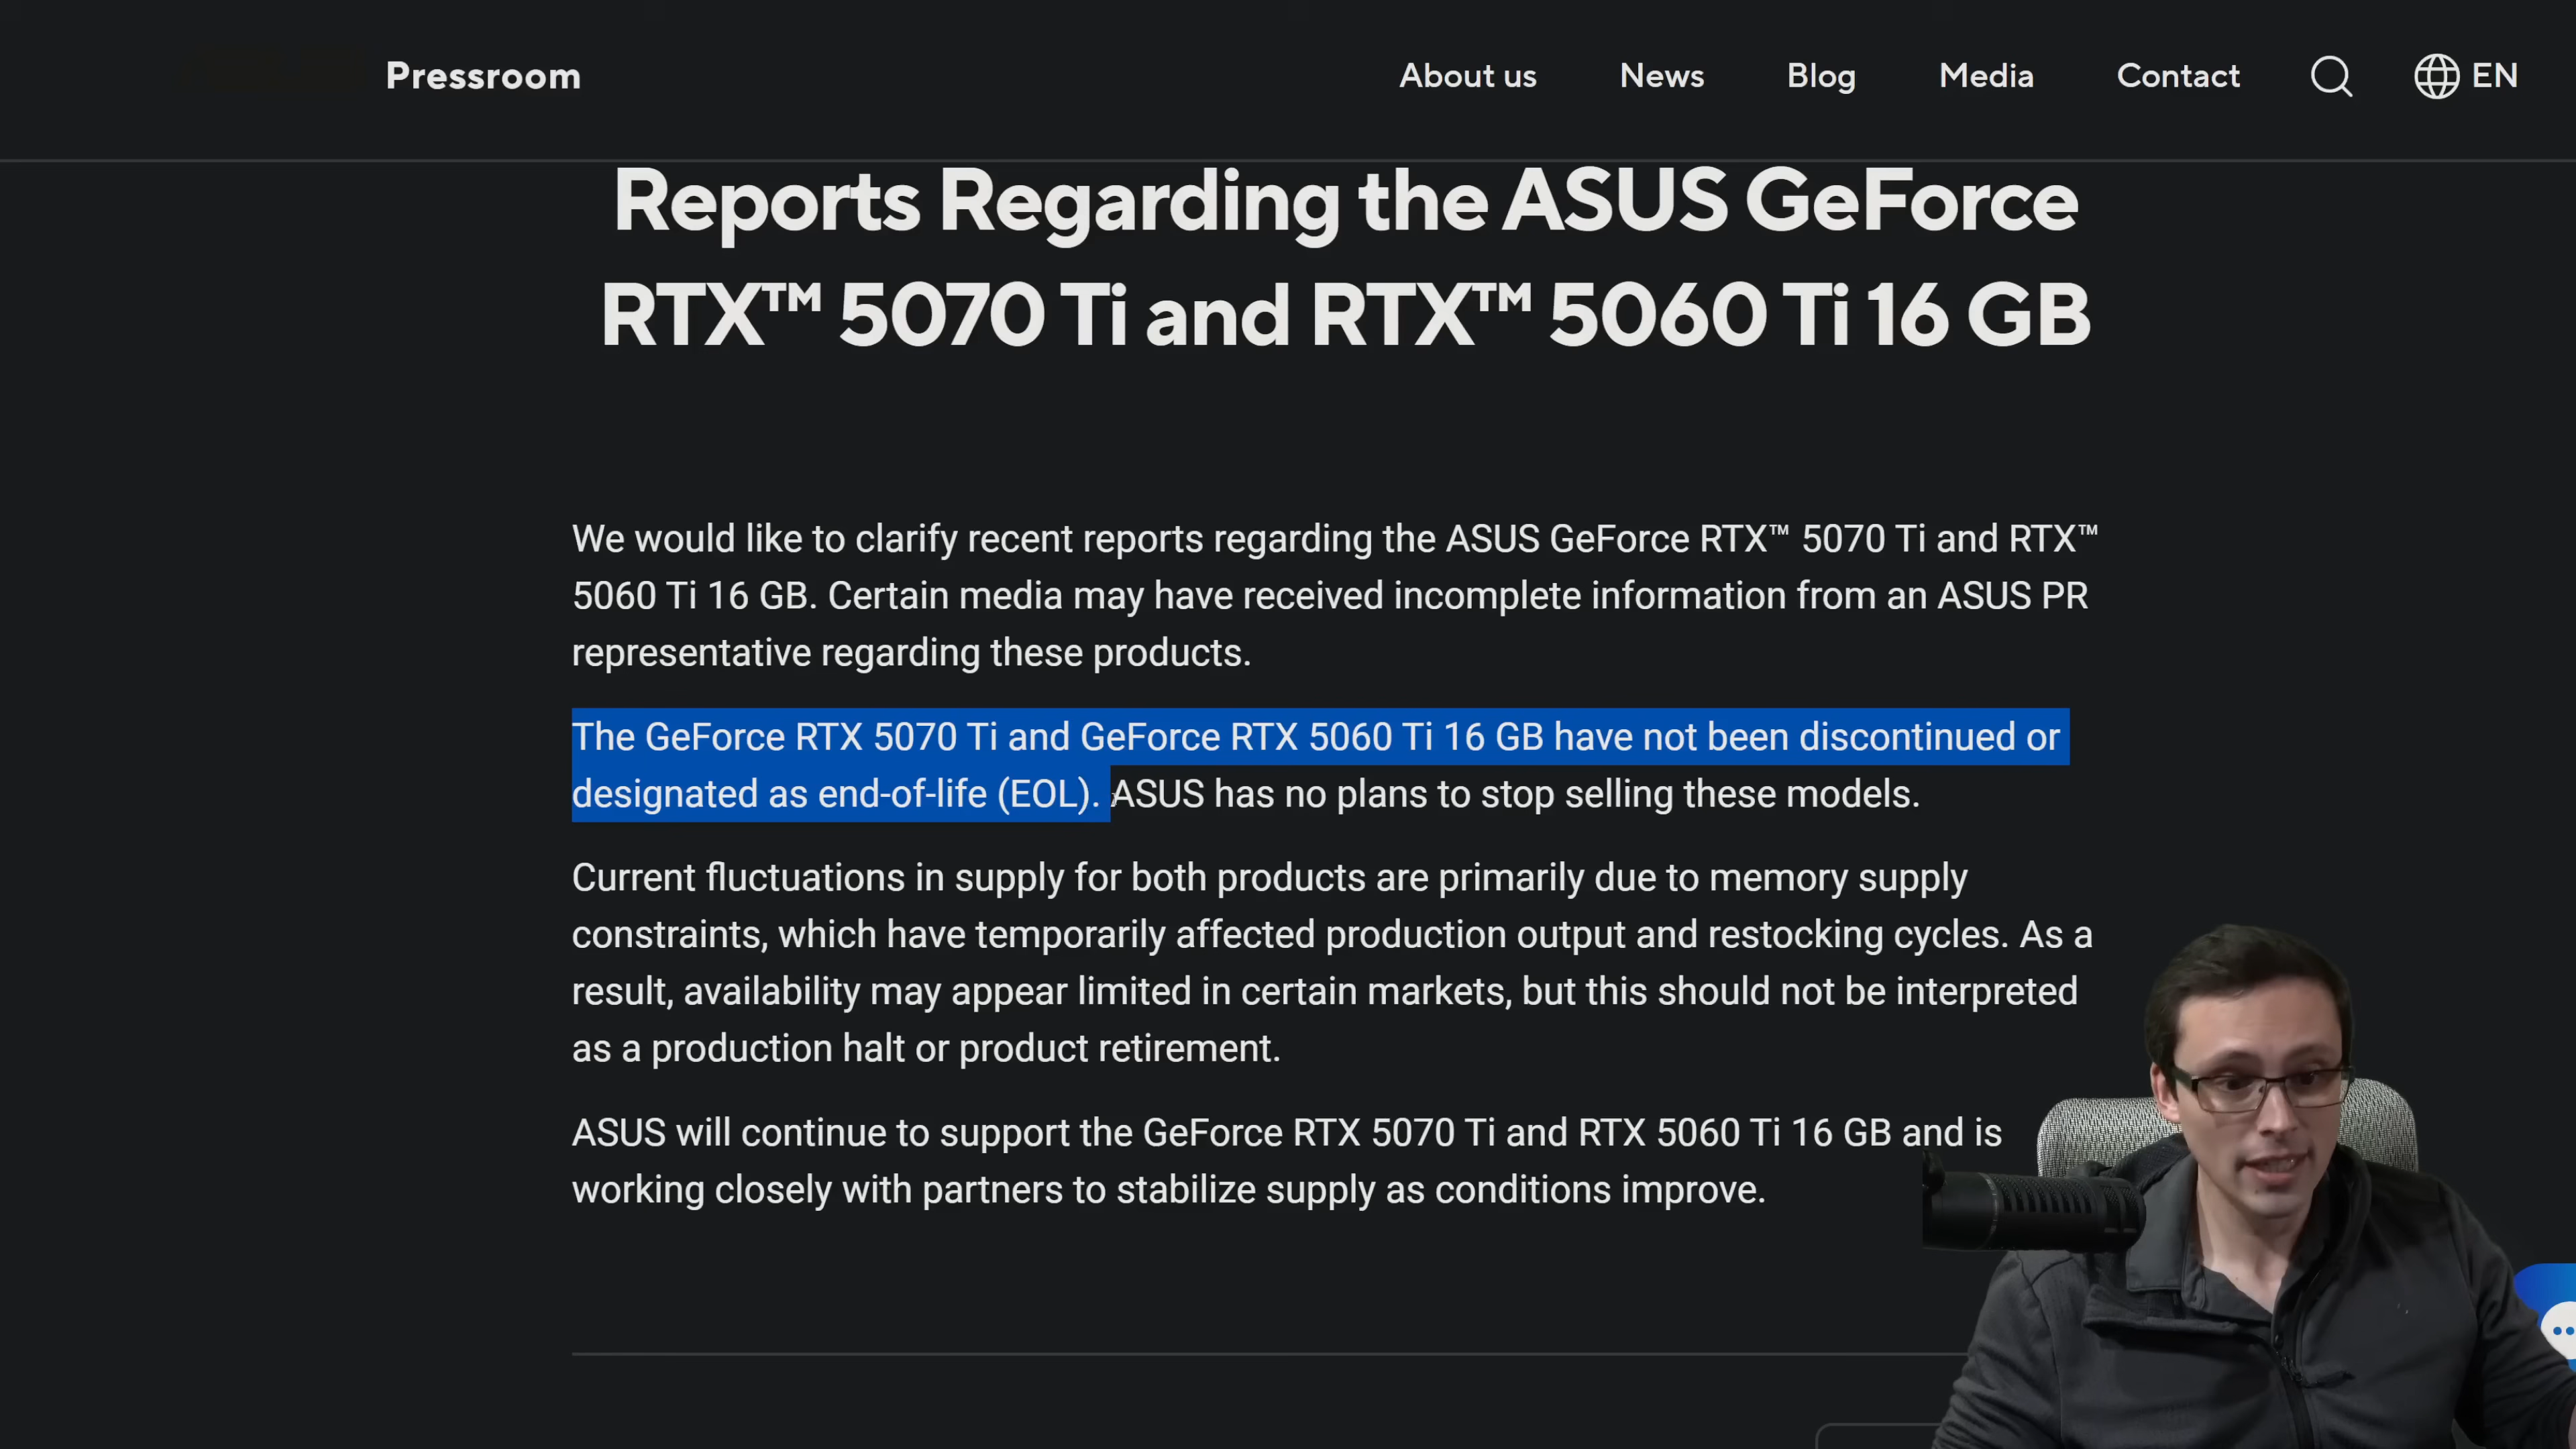 Pressroom
About us
News
Blog
Media
Contact
EN
Reports Regarding the ASUS GeForce
RTX™ 5070 Ti and RTX™ 5060 Ti 16 GB
We would like to clarify recent reports regarding the ASUS GeForce RTX™ 5070 Ti and RTX™
5060 Ti 16 GB. Certain media may have received incomplete information from an ASUS PR
representative regarding these products.
The GeForce RTX 5070 Ti and GeForce RTX 5060 Ti 16 GB have not been discontinued or
designated as end-of-life (EOL). ASUS has no plans to stop selling these models.
Current fluctuations in supply for both products are primarily due to memory supply
constraints, which have temporarily affected production output and restocking cycles. As a
result, availability may appear limited in certain markets, but this should not be interpreted
as a production halt or product retirement.
ASUS will continue to support the GeForce RTX 5070 Ti and RTX 5060 Ti 16 GB and is
working closely with partners to stabilize supply as conditions improve.